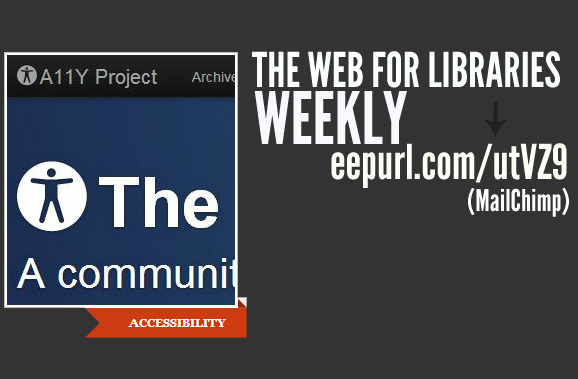 A11Y Project Archive
The
A communit
ACCESSIBILITY
THE WEB FOR LIBRARIES
WEEKLY
eepurl.com/utVZ9
(MailChimp)